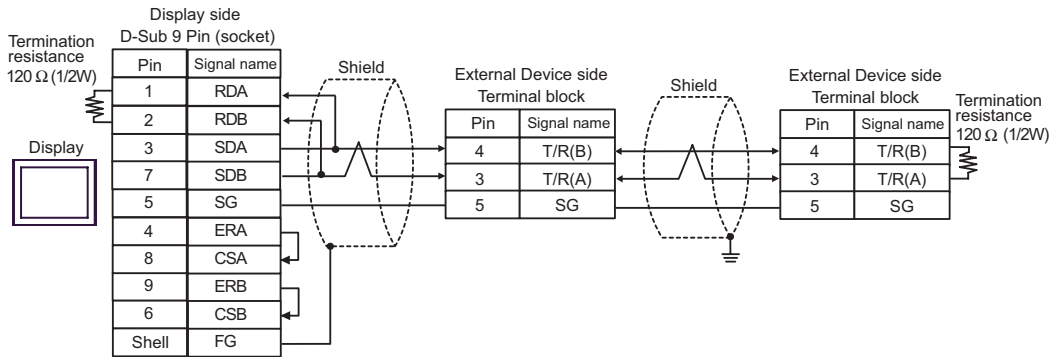 Display side
D-Sub 9 Pin (socket)
Termination
resistance
120 Ω (1/2W)
Pin Signal name
1 RDA
2 RDB
3 SDA
7 SDB
5 SG
4 ERA
8 CSA
9 ERB
6 CSB
Shell FG
Display
Shield
External Device side
Terminal block
Pin Signal name
4 T/R(B)
3 T/R(A)
5 SG
Shield
External Device side
Terminal block
Pin Signal name
4 T/R(B)
3 T/R(A)
5 SG
Termination
resistance
120 Ω (1/2W)